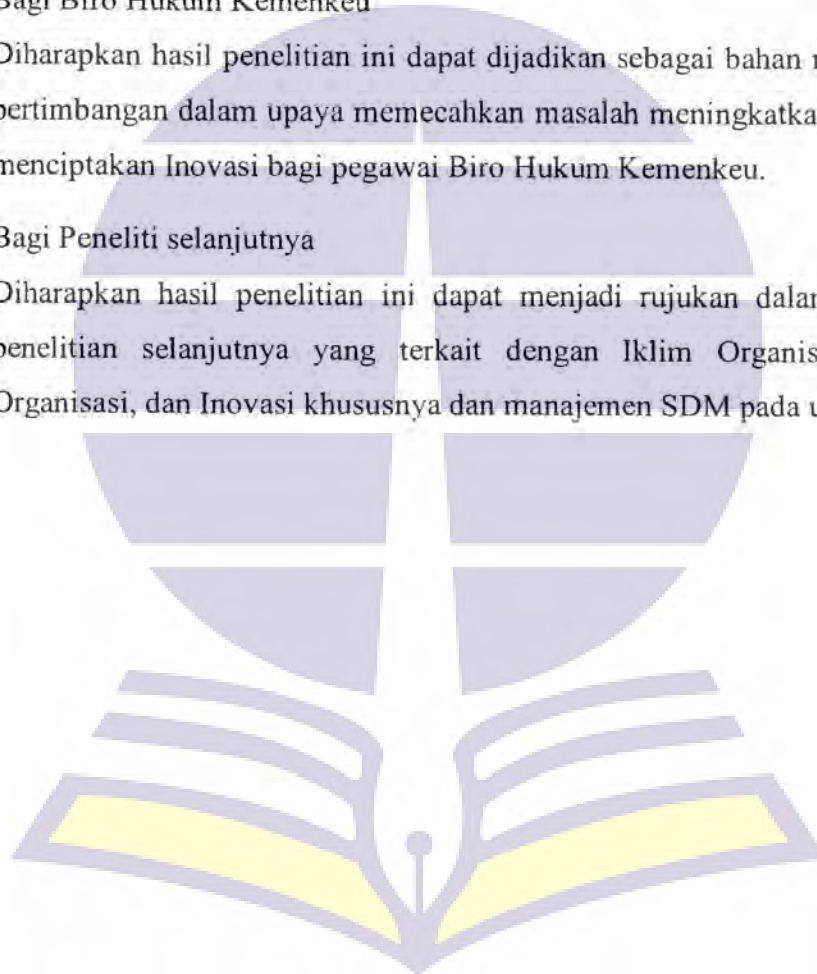 Bagi Biro Hukum Kemenkeu
Diharapkan hasil penelitian ini dapat dijadikan sebagai bahan
pertimbangan dalam upaya memecahkan masalah meningkatka
menciptakan Inovasi bagi pegawai Biro Hukum Kemenkeu.
Bagi Peneliti selanjutnya
Diharapkan hasil penelitian ini dapat menjadi rujukan dalam
penelitian selanjutnya yang terkait dengan Iklim Organis
Organisasi, dan Inovasi khususnya dan manajemen SDM pada u